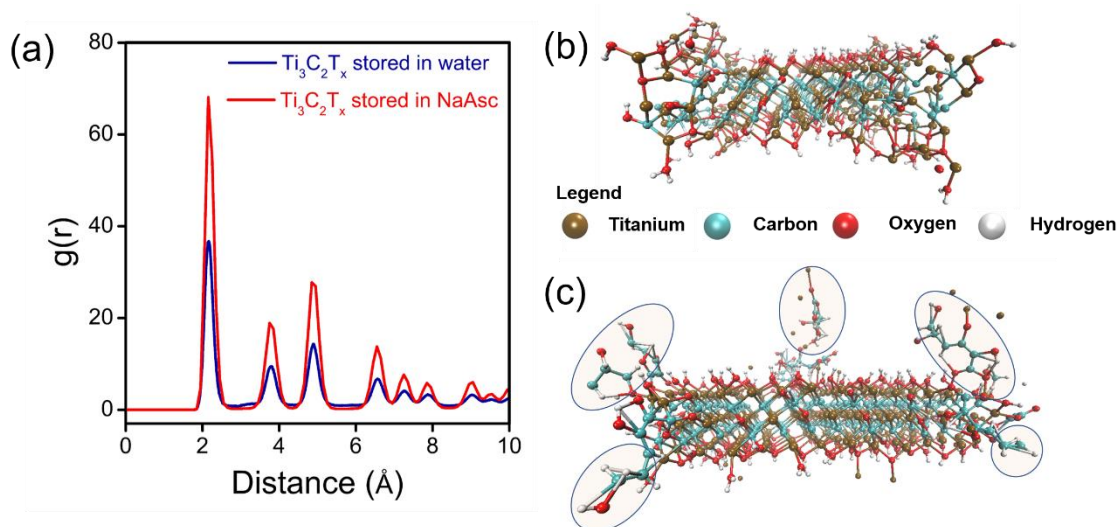 (a)
80
60
40
20
0
g(r)
Ti₃C₂Tₓ stored in water
Ti₃C₂Tₓ stored in NaAsc
0 2 4 6 8 10
Distance (Å)
(b)
Legend
Titanium Carbon Oxygen Hydrogen
(c)